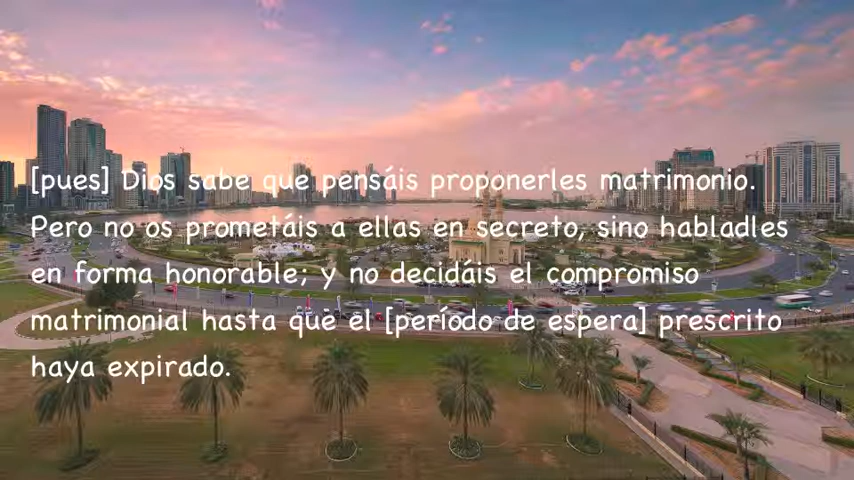 [pues] Dios sabe que pensáis proponerles matrimonio.
Pero no os prometáis a ellas en secreto, sino habladles
en forma honorable; y no decidáis el compromiso
matrimonial hasta que el [período de espera] prescrito
haya expirado.